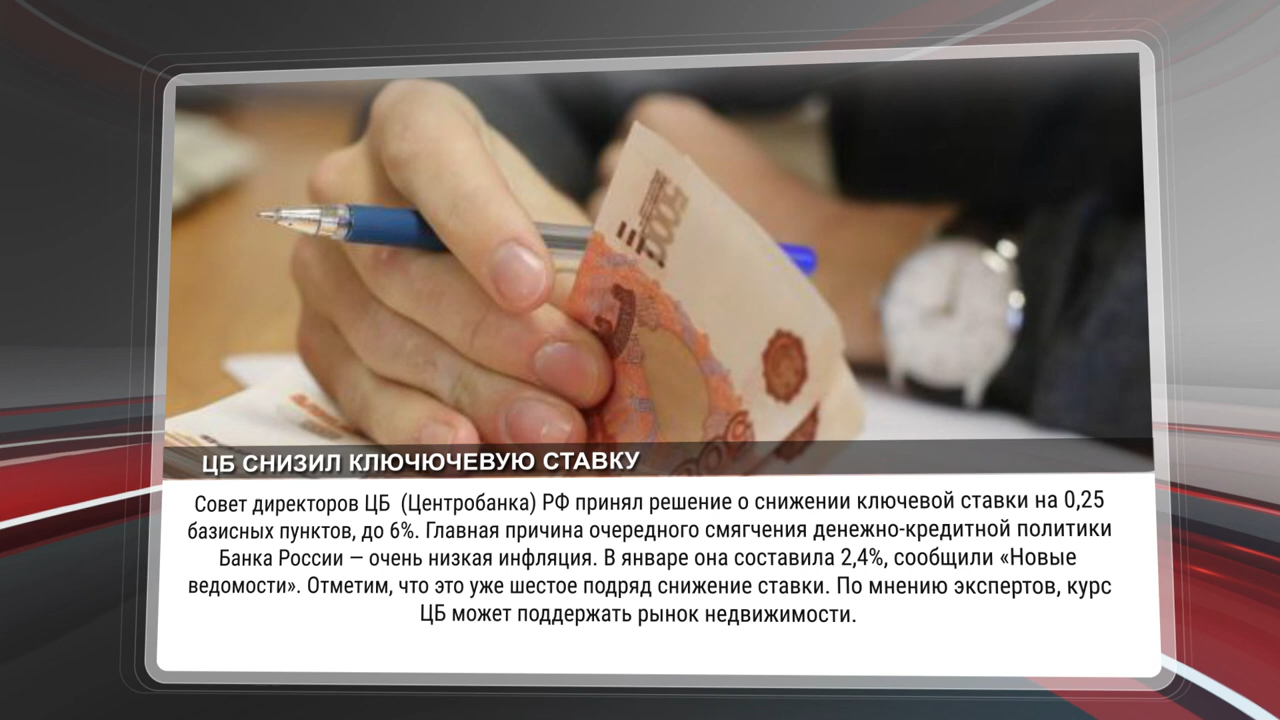 5000
5000
ЦБ СНИЗИЛ КЛЮЧЮЧЕВУЮ СТАВКУ
Совет директоров ЦБ (Центробанка) РФ принял решение о снижении ключевой ставки на 0,25
базисных пунктов, до 6%. Главная причина очередного смягчения денежно-кредитной политики
Банка России — очень низкая инфляция. В январе она составила 2,4%, сообщили «Новые
ведомости». Отметим, что это уже шестое подряд снижение ставки. По мнению экспертов, курс
ЦБ может поддержать рынок недвижимости.